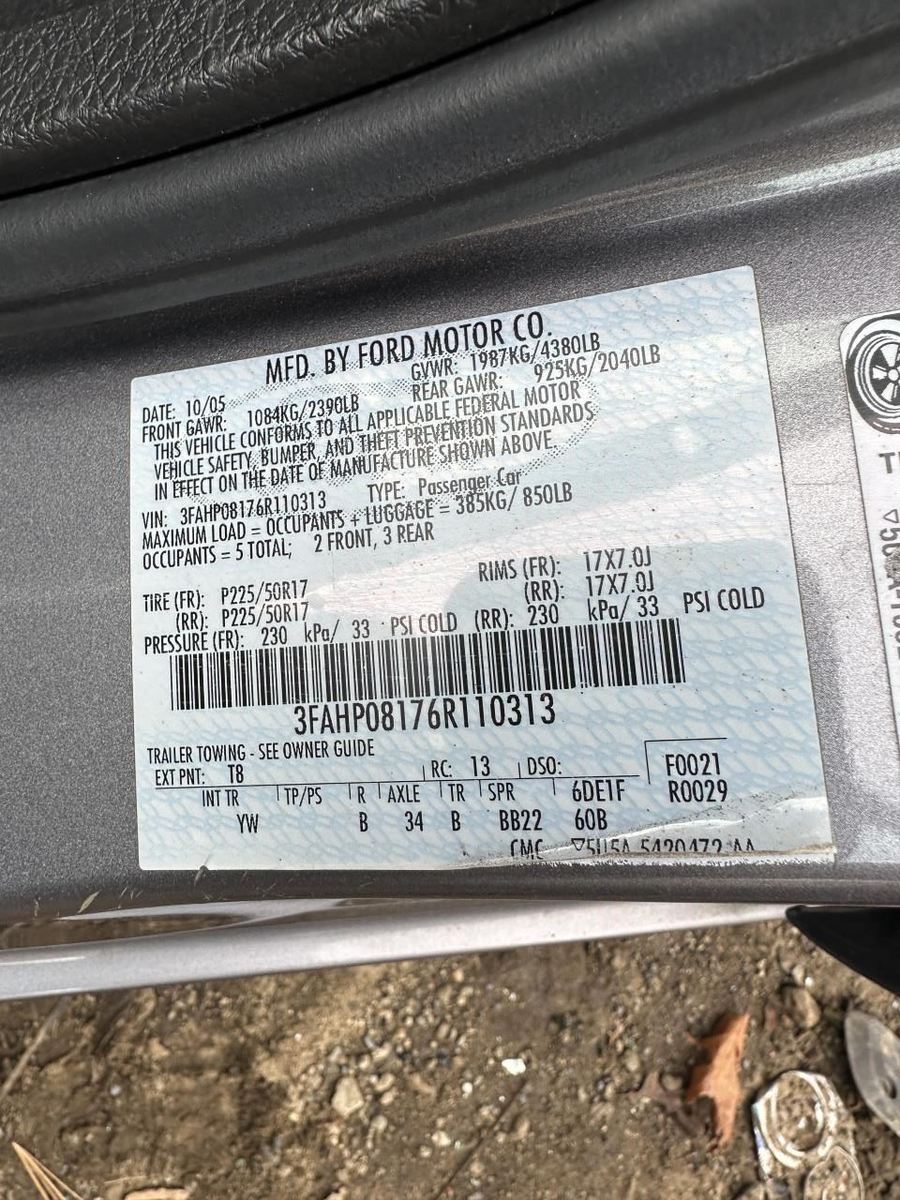 MFD. BY FORD MOTOR CO.
DATE: 10/05 GVWR: 1987KG/4380LB
FRONT GAWR: 1084KG/2390LB REAR GAWR: 925KG/2040LB
THIS VEHICLE CONFORMS TO ALL APPLICABLE FEDERAL MOTOR
VEHICLE SAFETY, BUMPER, AND THEFT PREVENTION STANDARDS
IN EFFECT ON THE DATE OF MANUFACTURE SHOWN ABOVE
VIN: 3FAHP08176R110313 TYPE: Passenger Car
MAXIMUM LOAD = OCCUPANTS + LUGGAGE = 385KG/ 850LB
OCCUPANTS = 5 TOTAL; 2 FRONT, 3 REAR
TIRE (FR): P225/50R17 RIMS (FR): 17X7.0J
(RR): P225/50R17 (RR): 17X7.0J
PRESSURE (FR): 230 kPa/ 33 PSI COLD (RR): 230 kPa/ 33 PSI COLD
3FAHP08176R110313
TRAILER TOWING - SEE OWNER GUIDE
EXT PNT: T8 RC: 13 DSO: F0021
INT TR TP/PS R AXLE TR SPR 6DE1F R0029
YW B 34 B BB22 60B
CMC ▽5U5A 5420472 AA